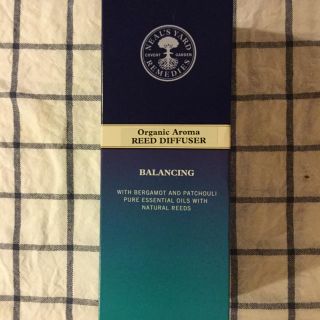 NEAL'S YARD
COVENT GARDEN
REMEDIES
Organic Aroma
REED DIFFUSER
BALANCING
WITH BERGAMOT AND PATCHOULI
PURE ESSENTIAL OILS WITH
NATURAL REEDS